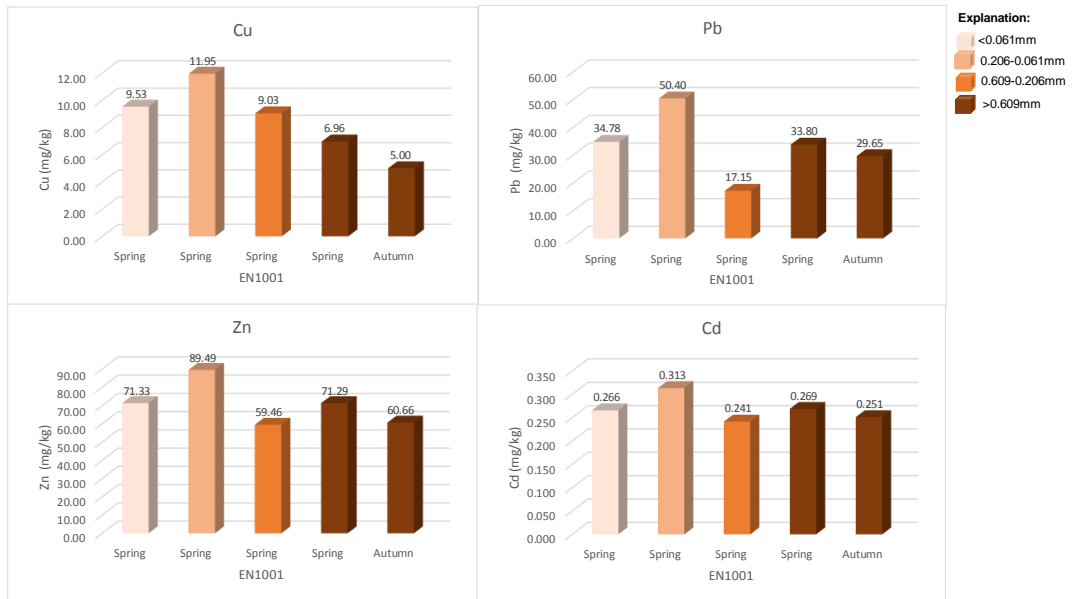 Cu
Cu (mg/kg)
12.00
10.00
8.00
6.00
4.00
2.00
0.00
9.53
11.95
9.03
6.96
5.00
Spring Spring Spring Spring Autumn
EN1001
Pb
Pb (mg/kg)
60.00
50.00
40.00
30.00
20.00
10.00
0.00
34.78
50.40
17.15
33.80
29.65
Spring Spring Spring Spring Autumn
EN1001
Explanation:
<0.061mm
0.206-0.061mm
0.609-0.206mm
>0.609mm
Zn
Zn (mg/kg)
90.00
80.00
70.00
60.00
50.00
40.00
30.00
20.00
10.00
0.00
71.33
89.49
59.46
71.29
60.66
Spring Spring Spring Spring Autumn
EN1001
Cd
Cd (mg/kg)
0.350
0.300
0.250
0.200
0.150
0.100
0.050
0.000
0.266
0.313
0.241
0.269
0.251
Spring Spring Spring Spring Autumn
EN1001